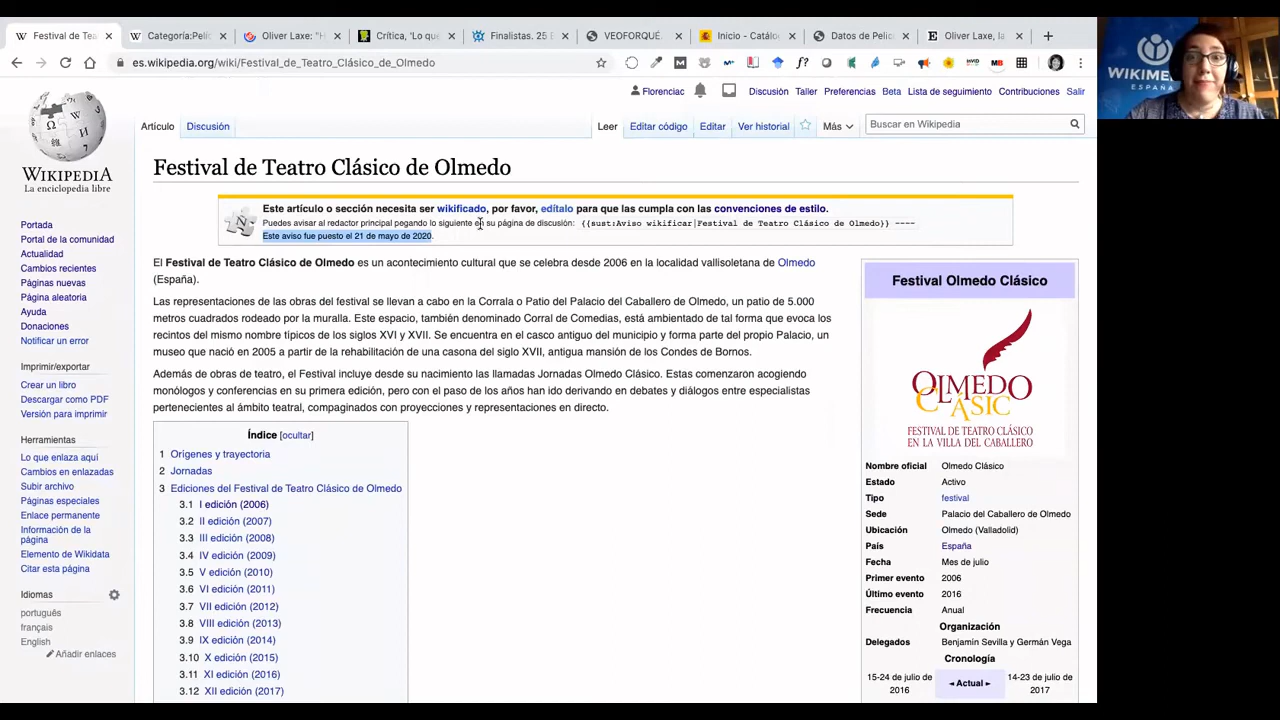 Festival de Tea
Categoría:Pelíc
Oliver Laxe: "H
Crítica, 'Lo que
Finalistas. 25 E
VEOFORQUÉ.
Inicio - Catálo
Datos de Pelíc
Oliver Laxe, la
es.wikipedia.org/wiki/Festival_de_Teatro_Clásico_de_Olmedo
WIKIMEDIA
ESPAÑA
Florenciac
Discusión
Taller
Preferencias
Beta
Lista de seguimiento
Contribuciones
Salir
Artículo
Discusión
Leer
Editar código
Editar
Ver historial
Más
Buscar en Wikipedia
WIKIPEDIA
La enciclopedia libre
Portada
Portal de la comunidad
Actualidad
Cambios recientes
Páginas nuevas
Página aleatoria
Ayuda
Donaciones
Notificar un error
Imprimir/exportar
Crear un libro
Descargar como PDF
Versión para imprimir
Herramientas
Lo que enlaza aquí
Cambios en enlazadas
Subir archivo
Páginas especiales
Enlace permanente
Información de la
página
Elemento de Wikidata
Citar esta página
Idiomas
português
français
English
Añadir enlaces
Festival de Teatro Clásico de Olmedo
Este artículo o sección necesita ser wikificado, por favor, edítalo para que las cumpla con las convenciones de estilo.
Puedes avisar al redactor principal pegando lo siguiente en su página de discusión: {{sust:Aviso wikificar|Festival de Teatro Clásico de Olmedo}} ----
Este aviso fue puesto el 21 de mayo de 2020.
El Festival de Teatro Clásico de Olmedo es un acontecimiento cultural que se celebra desde 2006 en la localidad vallisoletana de Olmedo
(España).
Las representaciones de las obras del festival se llevan a cabo en la Corrala o Patio del Palacio del Caballero de Olmedo, un patio de 5.000
metros cuadrados rodeado por la muralla. Este espacio, también denominado Corral de Comedias, está ambientado de tal forma que evoca los
recintos del mismo nombre típicos de los siglos XVI y XVII. Se encuentra en el casco antiguo del municipio y forma parte del propio Palacio, un
museo que nació en 2005 a partir de la rehabilitación de una casona del siglo XVII, antigua mansión de los Condes de Bornos.
Además de obras de teatro, el Festival incluye desde su nacimiento las llamadas Jornadas Olmedo Clásico. Estas comenzaron acogiendo
monólogos y conferencias en su primera edición, pero con el paso de los años han ido derivando en debates y diálogos entre especialistas
pertenecientes al ámbito teatral, compaginados con proyecciones y representaciones en directo.
Índice [ocultar]
1 Orígenes y trayectoria
2 Jornadas
3 Ediciones del Festival de Teatro Clásico de Olmedo
3.1 I edición (2006)
3.2 II edición (2007)
3.3 III edición (2008)
3.4 IV edición (2009)
3.5 V edición (2010)
3.6 VI edición (2011)
3.7 VII edición (2012)
3.8 VIII edición (2013)
3.9 IX edición (2014)
3.10 X edición (2015)
3.11 XI edición (2016)
3.12 XII edición (2017)
Festival Olmedo Clásico
OLMEDO
CLÁSICO
FESTIVAL DE TEATRO CLÁSICO
EN LA VILLA DEL CABALLERO
Nombre oficial Olmedo Clásico
Estado Activo
Tipo festival
Sede Palacio del Caballero de Olmedo
Ubicación Olmedo (Valladolid)
País España
Fecha Mes de julio
Primer evento 2006
Último evento 2016
Frecuencia Anual
Organización
Delegados Benjamín Sevilla y Germán Vega
Cronología
15-24 de julio de
2016
◄ Actual ►
14-23 de julio de
2017